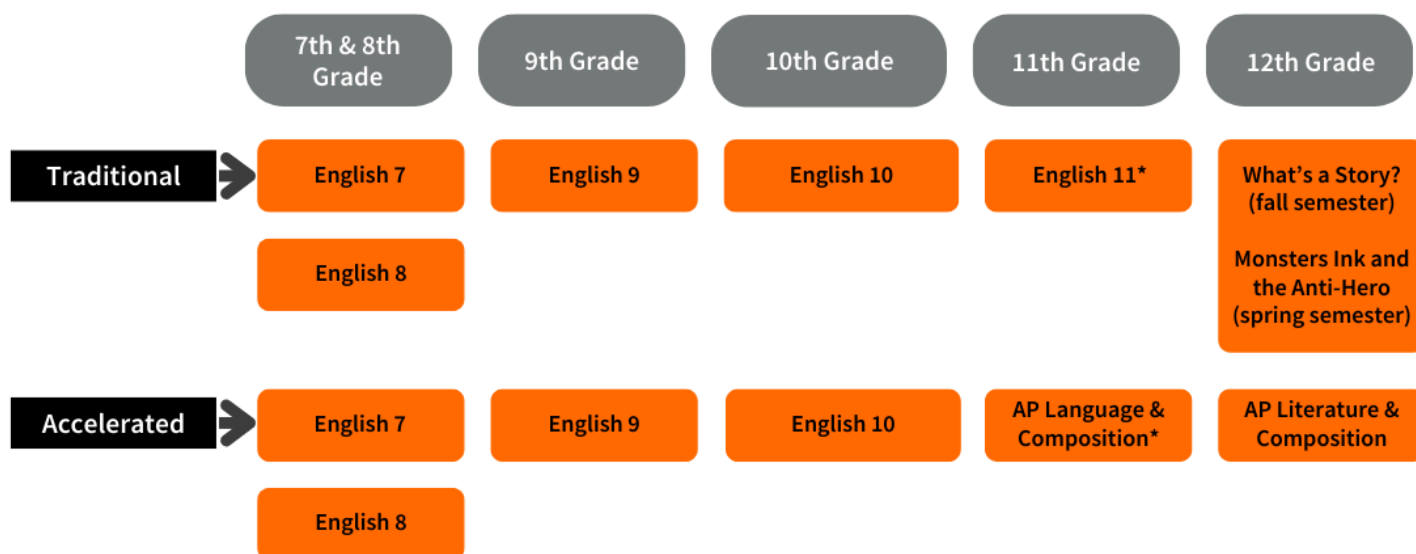 7th & 8th
Grade
9th Grade
10th Grade
11th Grade
12th Grade
Traditional
English 7
English 9
English 10
English 11*
What's a Story?
(fall semester)
Monsters Ink and
the Anti-Hero
(spring semester)
English 8
Accelerated
English 7
English 9
English 10
AP Language &
Composition*
AP Literature &
Composition
English 8